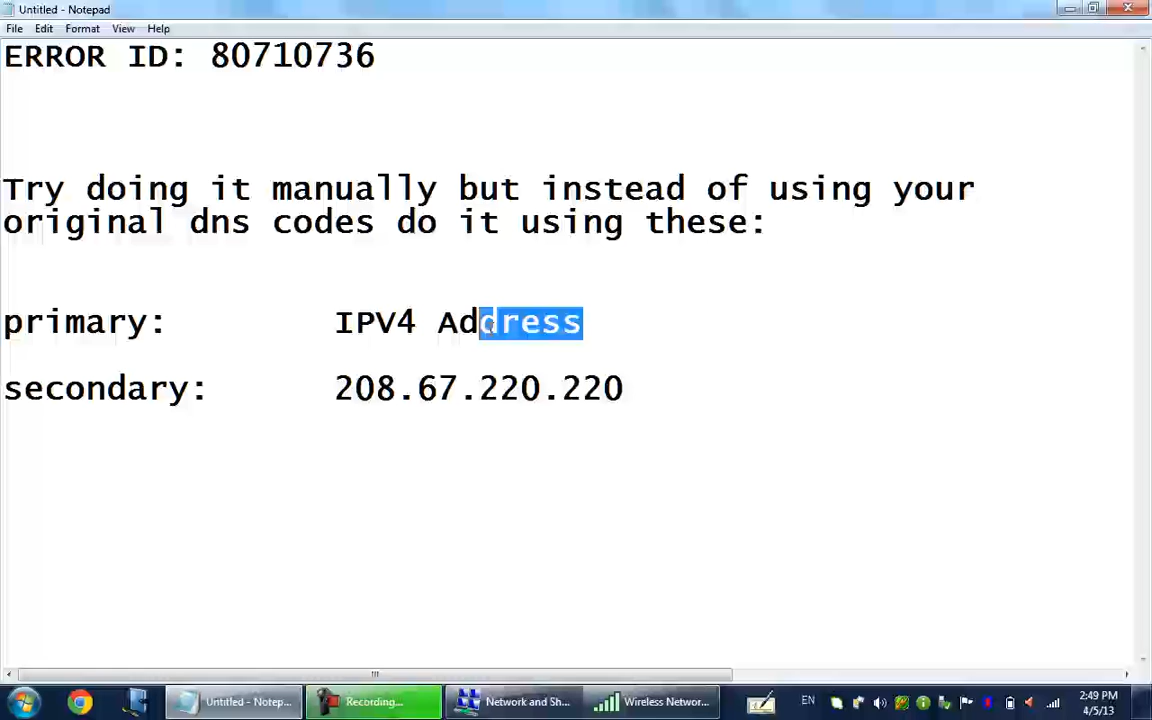 Untitled - Notepad
File Edit Format View Help
ERROR ID: 80710736
Try doing it manually but instead of using your
original dns codes do it using these:
primary: IPV4 Address
secondary: 208.67.220.220
Untitled - Notep... Recording... Network and Sh... Wireless Networ... EN 2:49 PM
4/5/13